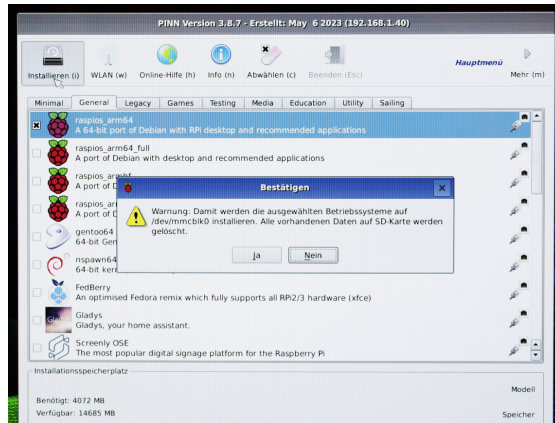 PINN Version 3.8.7 - Erstellt: May 6 2023 (192.168.1.40)
Installieren (i)
WLAN (w)
Online-Hilfe (h)
Info (n)
Abwählen (c)
Beenden (Esc)
Hauptmenü
Mehr (m)
Minimal
General
Legacy
Games
Testing
Media
Education
Utility
Sailing
raspios_arm64
A 64-bit port of Debian with RPi desktop and recommended applications
raspios_arm64_full
A port of Debian with desktop and recommended applications
A port of D
raspios_ar
A port of D
gentoo64
64-bit Gen
nspawn64
64-bit ker
Bestätigen
Warnung: Damit werden die ausgewählten Betriebssysteme auf
/dev/mmcblk0 installieren. Alle vorhandenen Daten auf SD-Karte werden
gelöscht.
Ja
Nein
FedBerry
An optimised Fedora remix which fully supports all RPi2/3 hardware (xfce)
Gladys
Gladys, your home assistant.
Screenly OSE
The most popular digital signage platform for the Raspberry Pi
Installationsspeicherplatz
Benötigt: 4072 MB
Verfügbar: 14685 MB
Modell
Speicher